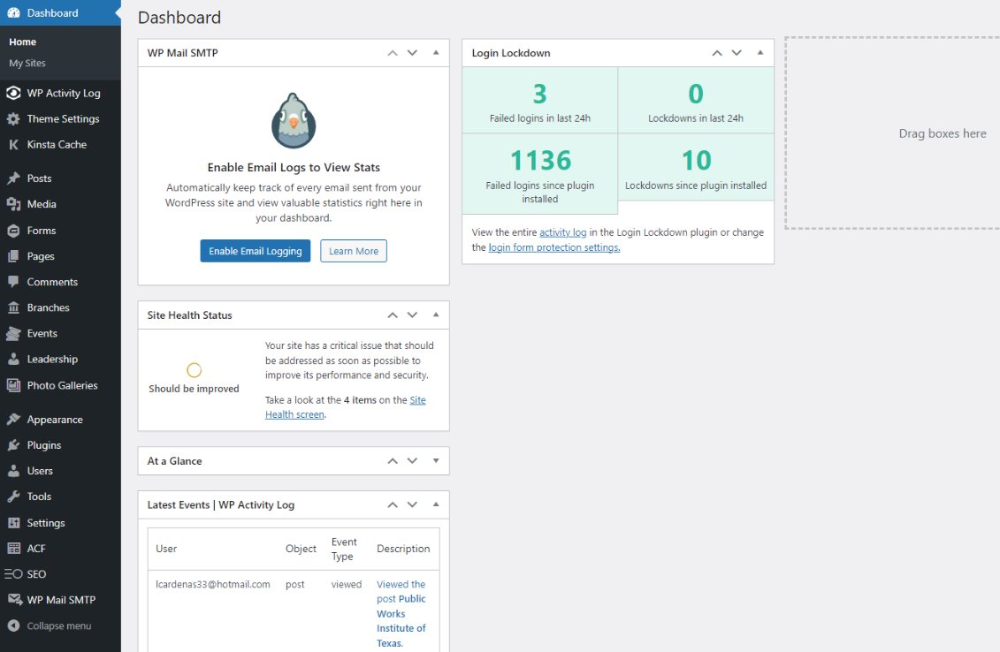 Dashboard
Home
My Sites
WP Activity Log
Theme Settings
Kinsta Cache
Posts
Media
Forms
Pages
Comments
Branches
Events
Leadership
Photo Galleries
Appearance
Plugins
Users
Tools
Settings
ACF
SEO
WP Mail SMTP
Collapse menu
Dashboard
WP Mail SMTP
Enable Email Logs to View Stats
Automatically keep track of every email sent from your
WordPress site and view valuable statistics right here in
your dashboard.
Enable Email Logging
Learn More
Site Health Status
Should be improved
Your site has a critical issue that should
be addressed as soon as possible to
improve its performance and security.
Take a look at the 4 items on the Site
Health screen.
At a Glance
Latest Events | WP Activity Log
User
Object
Event
Type
Description
lcardenas33@hotmail.com
post
viewed
Viewed the
post Public
Works
Institute of
Texas.
Login Lockdown
3
Failed logins in last 24h
0
Lockdowns in last 24h
1136
Failed logins since plugin
installed
10
Lockdowns since plugin installed
View the entire activity log in the Login Lockdown plugin or change
the login form protection settings.
Drag boxes here